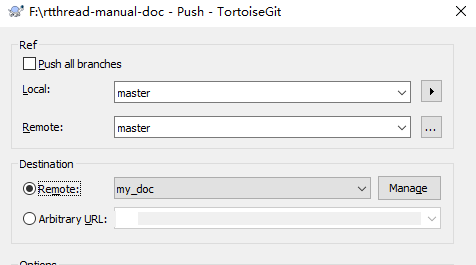 F:\rtthread-manual-doc - Push - TortoiseGit
Ref
Push all branches
Local: master
Remote: master ...
Destination
Remote: my_doc Manage
Arbitrary URL: